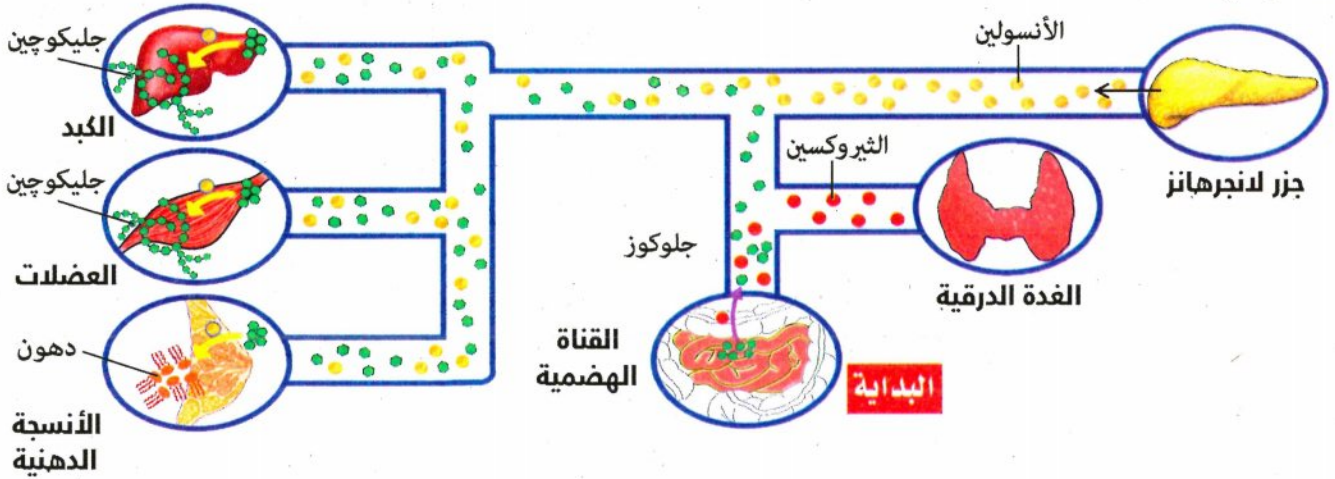 الأنسولين
جزر لانجرهانز
الثيروكسين
الغدة الدرقية
جليكوچين
الكبد
جليكوچين
العضلات
دهون
الأنسجة
الدهنية
جلوكوز
القناة
الهضمية
البداية